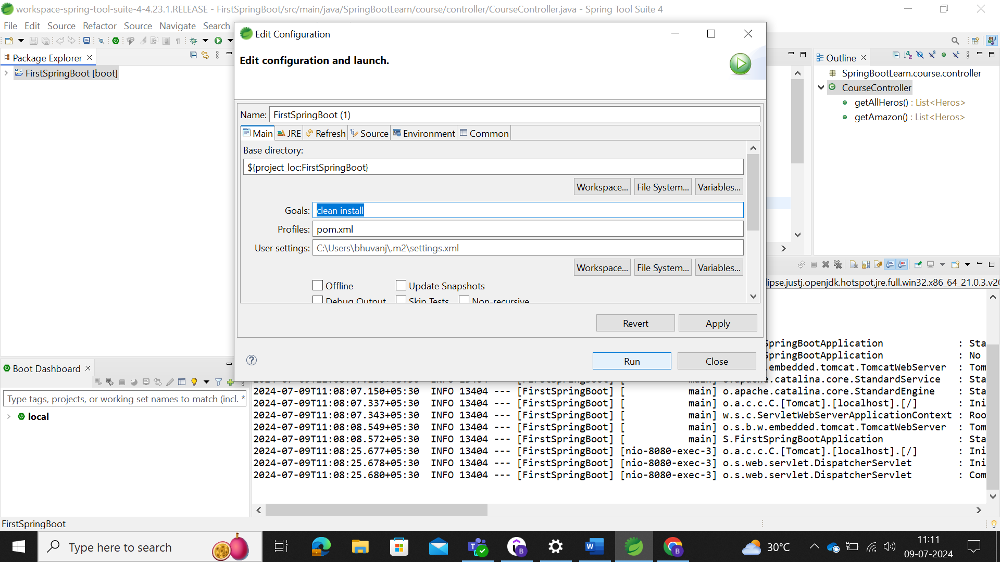 workspace-spring-tool-suite-4-4.23.1.RELEASE - FirstSpringBoot/src/main/java/SpringBootLearn/course/controller/CourseController.java - Spring Tool Suite 4
File Edit Source Refactor Source Navigate Search
Package Explorer
FirstSpringBoot [boot]
Edit Configuration
Edit configuration and launch.
Name: FirstSpringBoot (1)
Main JRE Refresh Source Environment Common
Base directory:
${project_loc:FirstSpringBoot}
Workspace... File System... Variables...
Goals: clean install
Profiles: pom.xml
User settings: C:\Users\bhuvanj\.m2\settings.xml
Workspace... File System... Variables...
Offline Update Snapshots
Debug Output Skip Tests Non-recursive
Revert Apply
Run Close
Outline
SpringBootLearn.course.controller
CourseController
getAllHeros() : List<Heros>
getAmazon() : List<Heros>
ipse.justj.openjdk.hotspot.jre.full.win32.x86_64_21.0.3.v20
SpringBootApplication : Sta
SpringBootApplication : No
.embedded.tomcat.TomcatWebServer : Tom
o.apache.catalina.core.StandardService : Sta
2024-07-09T11:08:07.150+05:30 INFO 13404 --- [FirstSpringBoot] [ main] o.apache.catalina.core.StandardEngine : Sta
2024-07-09T11:08:07.337+05:30 INFO 13404 --- [FirstSpringBoot] [ main] o.a.c.c.C.[Tomcat].[localhost].[/] : Ini
2024-07-09T11:08:07.343+05:30 INFO 13404 --- [FirstSpringBoot] [ main] w.s.c.ServletWebServerApplicationContext : Roo
2024-07-09T11:08:08.549+05:30 INFO 13404 --- [FirstSpringBoot] [ main] o.s.b.w.embedded.tomcat.TomcatWebServer : Tom
2024-07-09T11:08:08.572+05:30 INFO 13404 --- [FirstSpringBoot] [ main] S.FirstSpringBootApplication : Sta
2024-07-09T11:08:25.677+05:30 INFO 13404 --- [FirstSpringBoot] [nio-8080-exec-3] o.a.c.c.C.[Tomcat].[localhost].[/] : Ini
2024-07-09T11:08:25.678+05:30 INFO 13404 --- [FirstSpringBoot] [nio-8080-exec-3] o.s.web.servlet.DispatcherServlet : Ini
2024-07-09T11:08:25.680+05:30 INFO 13404 --- [FirstSpringBoot] [nio-8080-exec-3] o.s.web.servlet.DispatcherServlet : Com
Boot Dashboard
Type tags, projects, or working set names to match (incl. *
local
FirstSpringBoot
Type here to search
30°C
11:11
09-07-2024